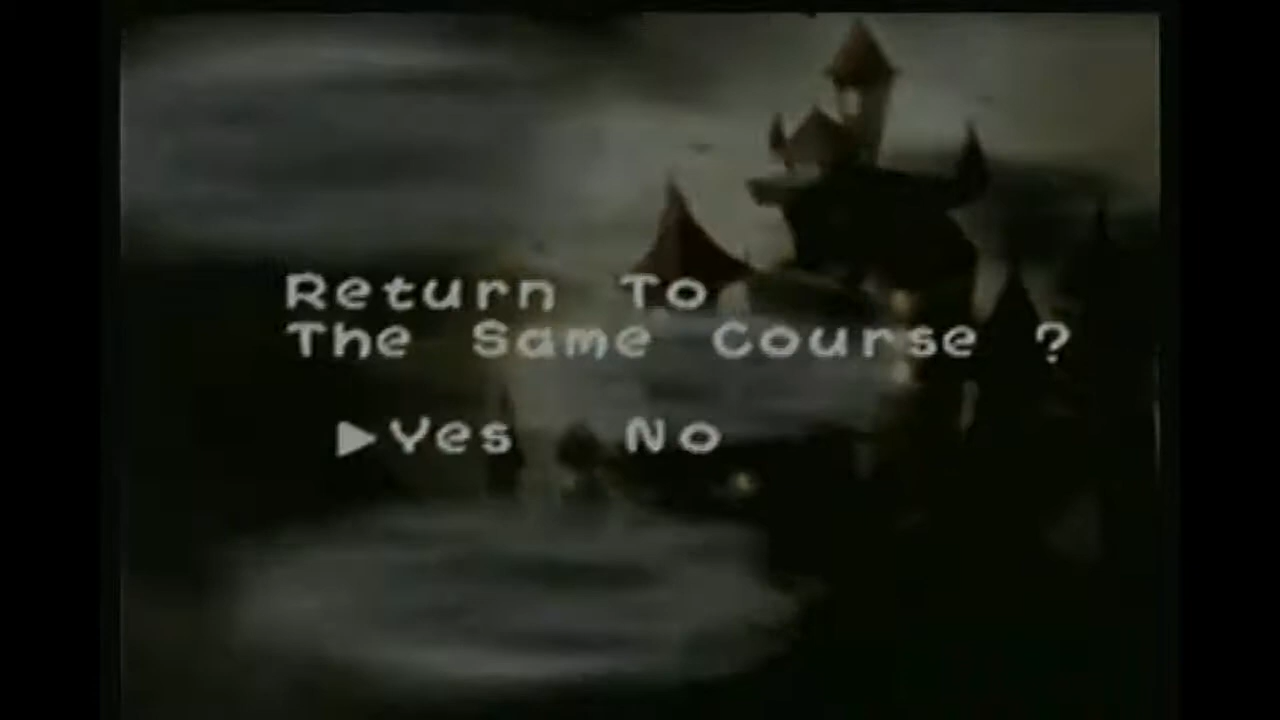 Return To
The Same Course ?
▶Yes No